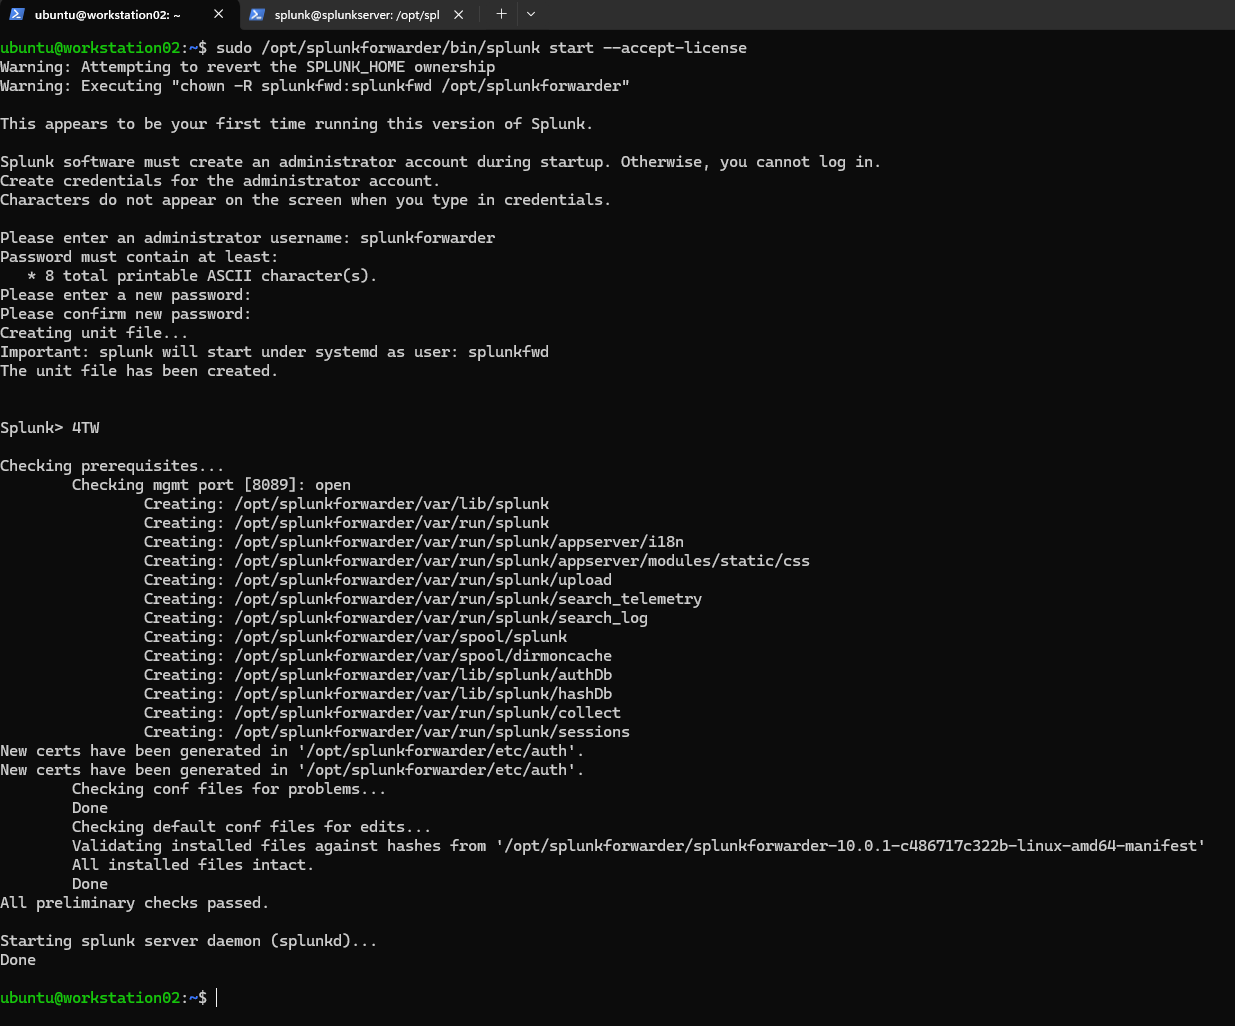 ubuntu@workstation02: ~
splunk@splunkserver: /opt/spl
ubuntu@workstation02:~$ sudo /opt/splunkforwarder/bin/splunk start --accept-license
Warning: Attempting to revert the SPLUNK_HOME ownership
Warning: Executing "chown -R splunkfwd:splunkfwd /opt/splunkforwarder"
This appears to be your first time running this version of Splunk.
Splunk software must create an administrator account during startup. Otherwise, you cannot log in.
Create credentials for the administrator account.
Characters do not appear on the screen when you type in credentials.
Please enter an administrator username: splunkforwarder
Password must contain at least:
* 8 total printable ASCII character(s).
Please enter a new password:
Please confirm new password:
Creating unit file...
Important: splunk will start under systemd as user: splunkfwd
The unit file has been created.
Splunk> 4TW
Checking prerequisites...
Checking mgmt port [8089]: open
Creating: /opt/splunkforwarder/var/lib/splunk
Creating: /opt/splunkforwarder/var/run/splunk
Creating: /opt/splunkforwarder/var/run/splunk/appserver/i18n
Creating: /opt/splunkforwarder/var/run/splunk/appserver/modules/static/css
Creating: /opt/splunkforwarder/var/run/splunk/upload
Creating: /opt/splunkforwarder/var/run/splunk/search_telemetry
Creating: /opt/splunkforwarder/var/run/splunk/search_log
Creating: /opt/splunkforwarder/var/spool/splunk
Creating: /opt/splunkforwarder/var/spool/dirmoncache
Creating: /opt/splunkforwarder/var/lib/splunk/authDb
Creating: /opt/splunkforwarder/var/lib/splunk/hashDb
Creating: /opt/splunkforwarder/var/run/splunk/collect
Creating: /opt/splunkforwarder/var/run/splunk/sessions
New certs have been generated in '/opt/splunkforwarder/etc/auth'.
New certs have been generated in '/opt/splunkforwarder/etc/auth'.
Checking conf files for problems...
Done
Checking default conf files for edits...
Validating installed files against hashes from '/opt/splunkforwarder/splunkforwarder-10.0.1-c486717c322b-linux-amd64-manifest'
All installed files intact.
Done
All preliminary checks passed.
Starting splunk server daemon (splunkd)...
Done
ubuntu@workstation02:~$